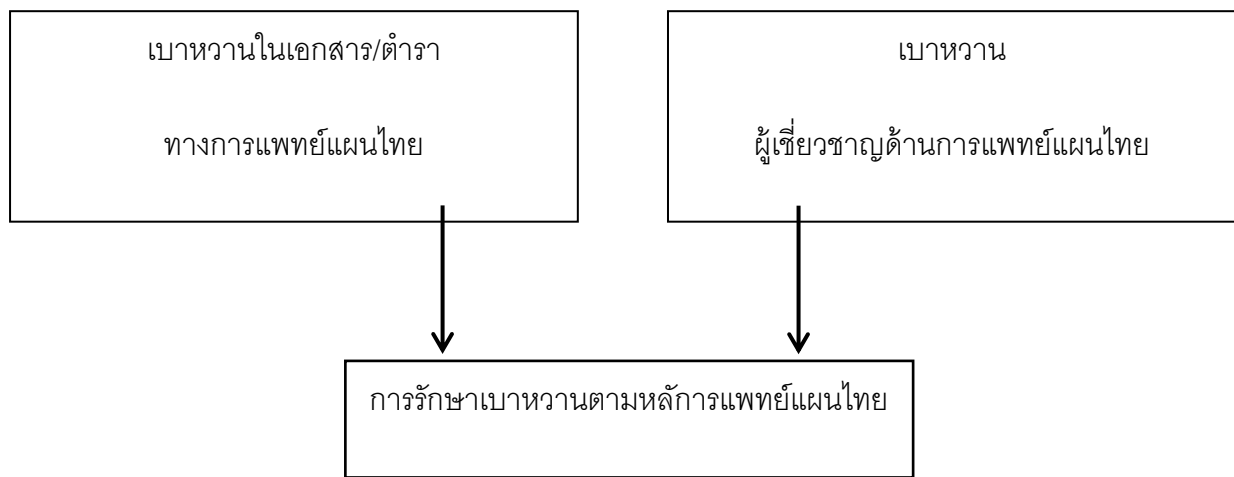 เบาหวานในเอกสาร/ตำรา
ทางการแพทย์แผนไทย
เบาหวาน
ผู้เชี่ยวชาญด้านการแพทย์แผนไทย
การรักษาเบาหวานตามหลัการแพทย์แผนไทย